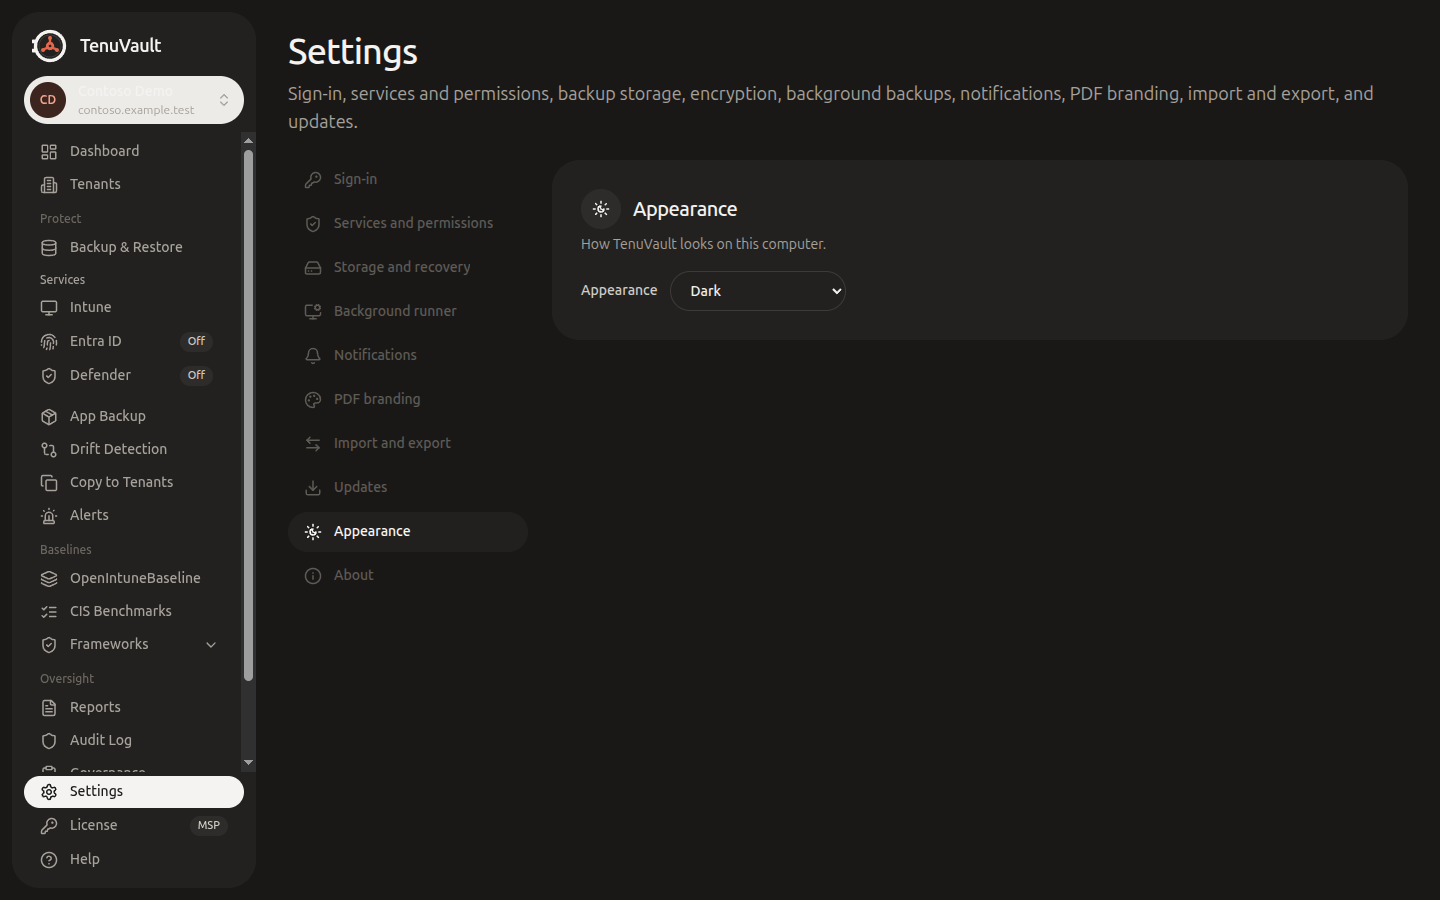 TenuVault
CD
Contoso Demo
contoso.example.test
Dashboard
Tenants
Protect
Backup & Restore
Services
Intune
Entra ID
Off
Defender
Off
App Backup
Drift Detection
Copy to Tenants
Alerts
Baselines
OpenIntuneBaseline
CIS Benchmarks
Frameworks
Oversight
Reports
Audit Log
Governance
Settings
License
MSP
Help
Settings
Sign-in, services and permissions, backup storage, encryption, background backups, notifications, PDF branding, import and export, and
updates.
Sign-in
Services and permissions
Storage and recovery
Background runner
Notifications
PDF branding
Import and export
Updates
Appearance
About
Appearance
How TenuVault looks on this computer.
Appearance
Dark